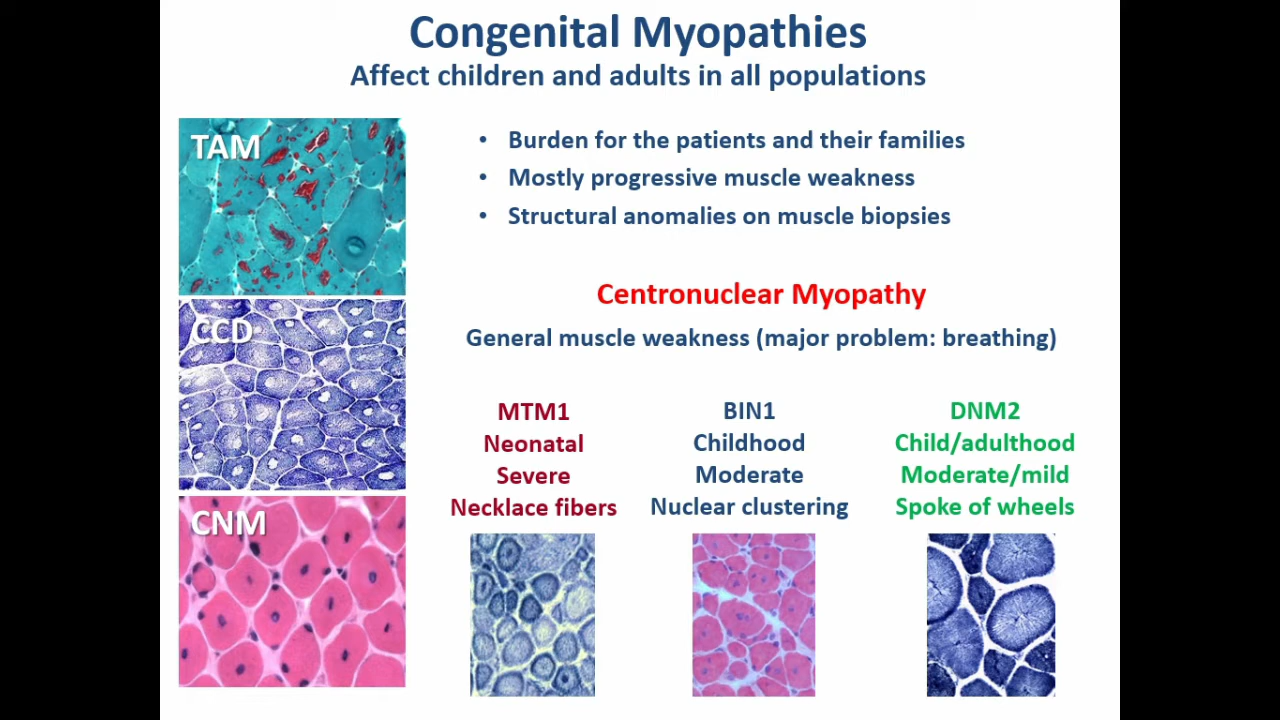 Congenital Myopathies
Affect children and adults in all populations
TAM
CCD
CNM
• Burden for the patients and their families
• Mostly progressive muscle weakness
• Structural anomalies on muscle biopsies
Centronuclear Myopathy
General muscle weakness (major problem: breathing)
MTM1
Neonatal
Severe
Necklace fibers
BIN1
Childhood
Moderate
Nuclear clustering
DNM2
Child/adulthood
Moderate/mild
Spoke of wheels